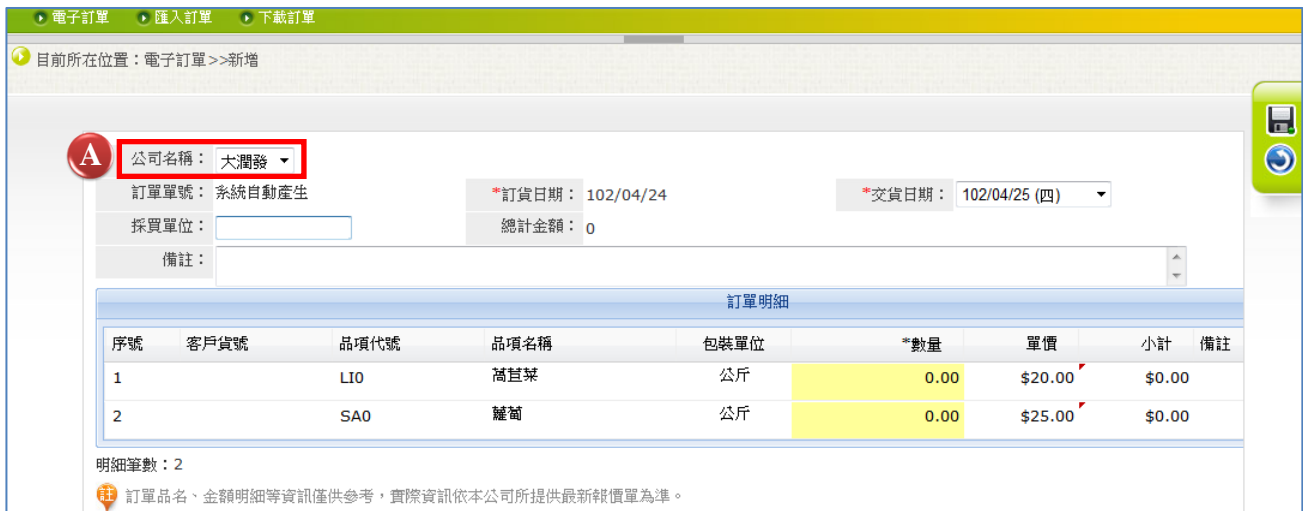 電子訂單 匯入訂單 下載訂單
目前所在位置：電子訂單>>新增
A 公司名稱： 大潤發
訂單單號： 系統自動產生 *訂貨日期： 102/04/24 *交貨日期： 102/04/25 (四)
採買單位： 總計金額： 0
備註：
訂單明細
序號 客戶貨號 品項代號 品項名稱 包裝單位 *數量 單價 小計 備註
1 LI0 萵苣菜 公斤 0.00 $20.00 $0.00
2 SA0 蘿蔔 公斤 0.00 $25.00 $0.00
明細筆數：2
註 訂單品名、金額明細等資訊僅供參考，實際資訊依本公司所提供最新報價單為準。